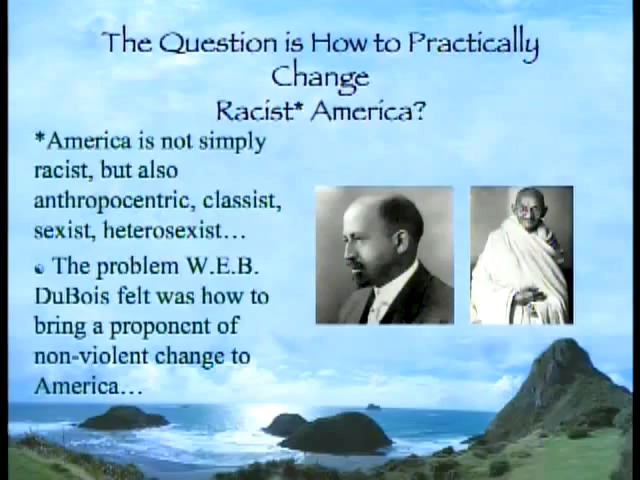 The Question is How to Practically
Change
Racist* America?
*America is not simply
racist, but also
anthropocentric, classist,
sexist, heterosexist…
The problem W.E.B.
DuBois felt was how to
bring a proponent of
non-violent change to
America…